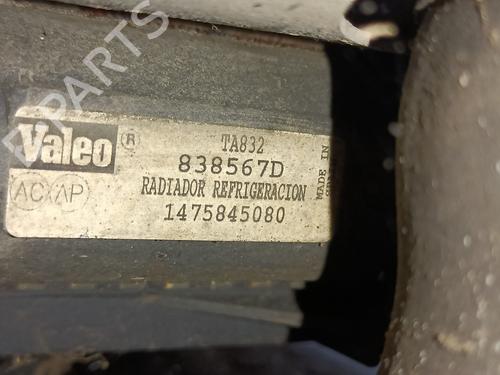 Valeo ®
TA832
838567D
AC AP
RADIADOR REFRIGERACION
1475845080
MADE IN
PARTS